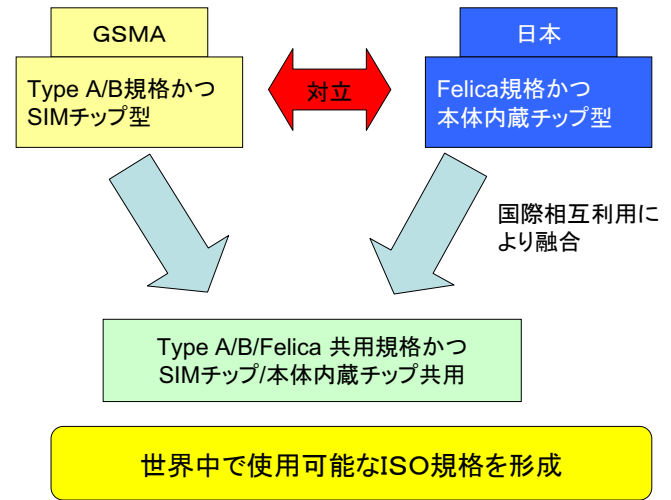 GSMA
Type A/B規格かつ
SIMチップ型
対立
日本
Felica規格かつ
本体内蔵チップ型
国際相互利用に
より融合
Type A/B/Felica 共用規格かつ
SIMチップ/本体内蔵チップ共用
世界中で使用可能なISO規格を形成